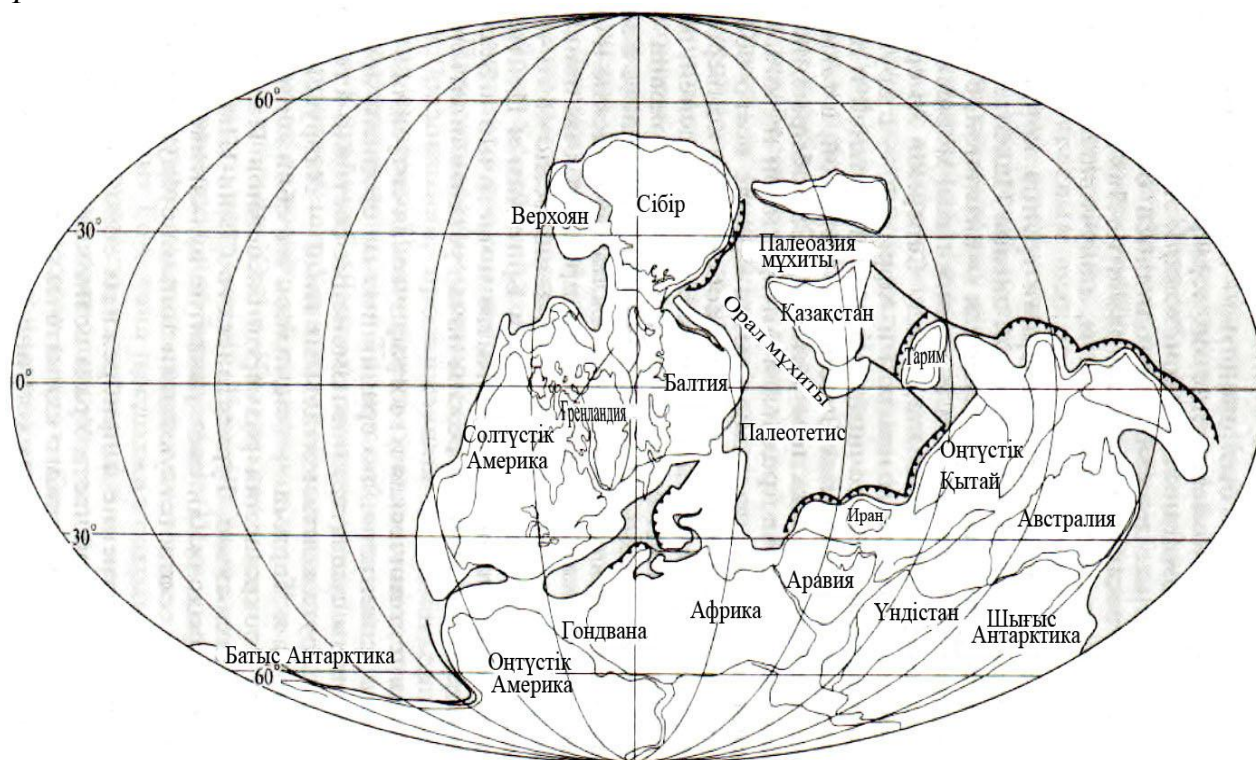 60°
Верхоян
Сібір
30°
Палеоазия
мұхиты
Қазақстан
Орал мұхиты
Тарим
0°
Балтия
Гренландия
Солтүстік
Америка
Палеотетис
Оңтүстік
Қытай
Иран
Австралия
30°
Аравия
Африка
Үндістан
Гондвана
Шығыс
Антарктика
Батыс Антарктика
60°
Оңтүстік
Америка